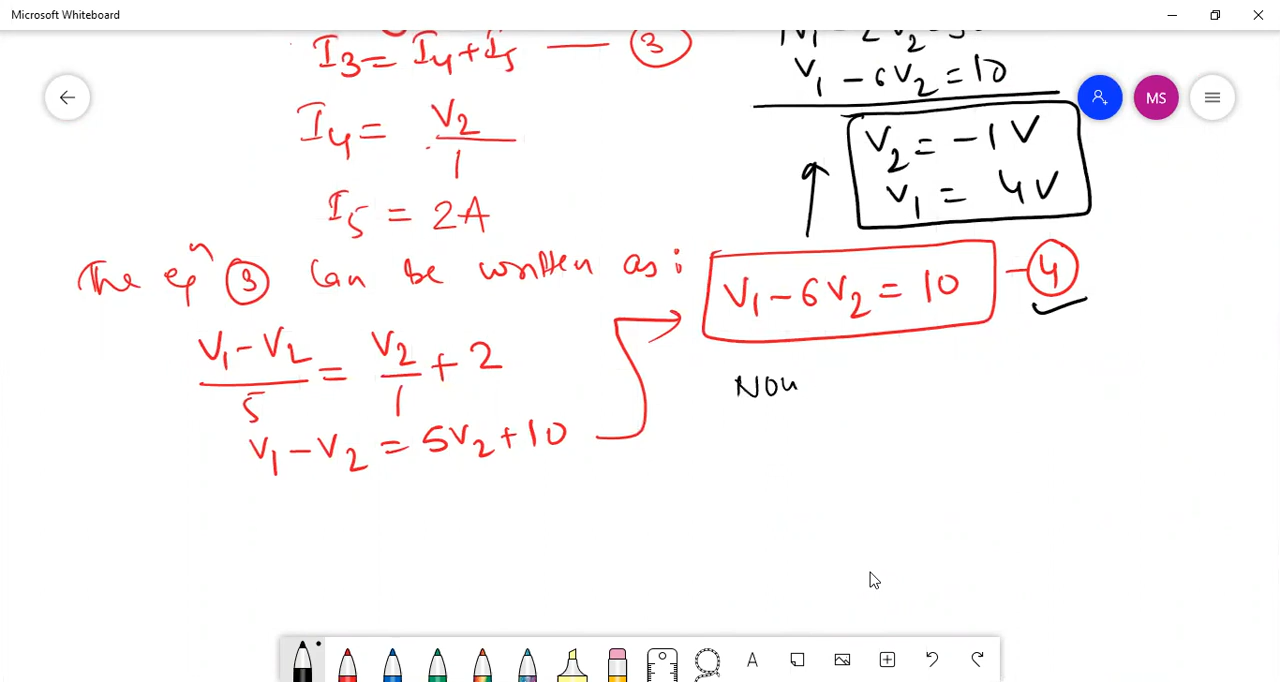 Microsoft Whiteboard
I3 = I4 + I5 — 3
I4 = V2/1
I5 = 2A
The eqn 3 can be written as:
(V1 - V2)/5 = V2/1 + 2
V1 - V2 = 5V2 + 10
V1 - 6V2 = 10
V2 = -1V
V1 = 4V
V1 - 6V2 = 10 - 4
Now
MS
A